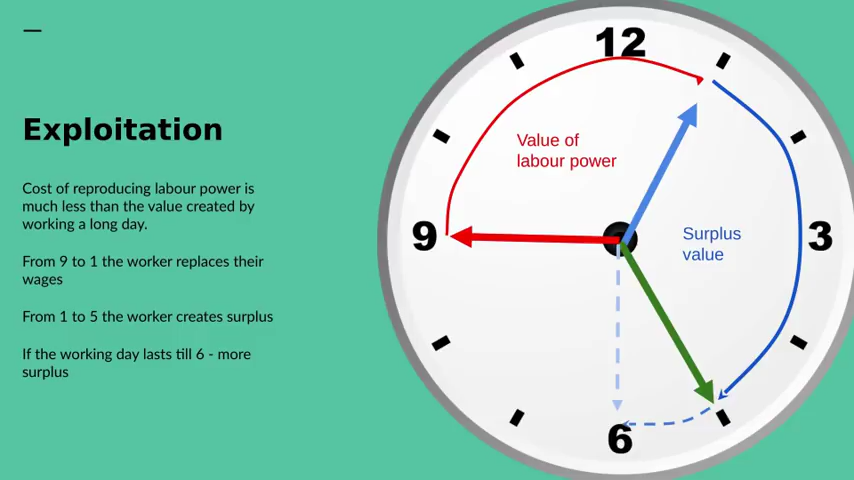 Exploitation
Cost of reproducing labour power is
much less than the value created by
working a long day.
From 9 to 1 the worker replaces their
wages
From 1 to 5 the worker creates surplus
If the working day lasts till 6 - more
surplus
12
Value of
labour power
9
3
Surplus
value
6